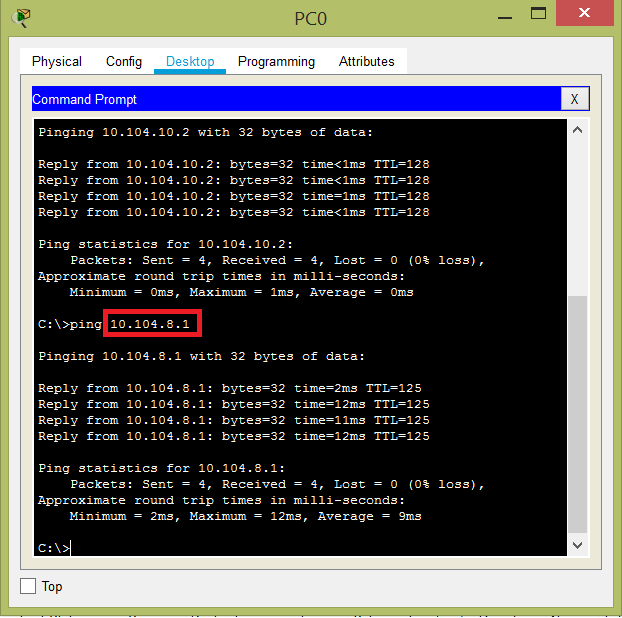 PC0
Physical Config Desktop Programming Attributes
Command Prompt
X
Pinging 10.104.10.2 with 32 bytes of data:
Reply from 10.104.10.2: bytes=32 time<1ms TTL=128
Reply from 10.104.10.2: bytes=32 time<1ms TTL=128
Reply from 10.104.10.2: bytes=32 time=1ms TTL=128
Reply from 10.104.10.2: bytes=32 time<1ms TTL=128
Ping statistics for 10.104.10.2:
Packets: Sent = 4, Received = 4, Lost = 0 (0% loss),
Approximate round trip times in milli-seconds:
Minimum = 0ms, Maximum = 1ms, Average = 0ms
C:\>ping 10.104.8.1
Pinging 10.104.8.1 with 32 bytes of data:
Reply from 10.104.8.1: bytes=32 time=2ms TTL=125
Reply from 10.104.8.1: bytes=32 time=12ms TTL=125
Reply from 10.104.8.1: bytes=32 time=11ms TTL=125
Reply from 10.104.8.1: bytes=32 time=12ms TTL=125
Ping statistics for 10.104.8.1:
Packets: Sent = 4, Received = 4, Lost = 0 (0% loss),
Approximate round trip times in milli-seconds:
Minimum = 2ms, Maximum = 12ms, Average = 9ms
C:\>
Top